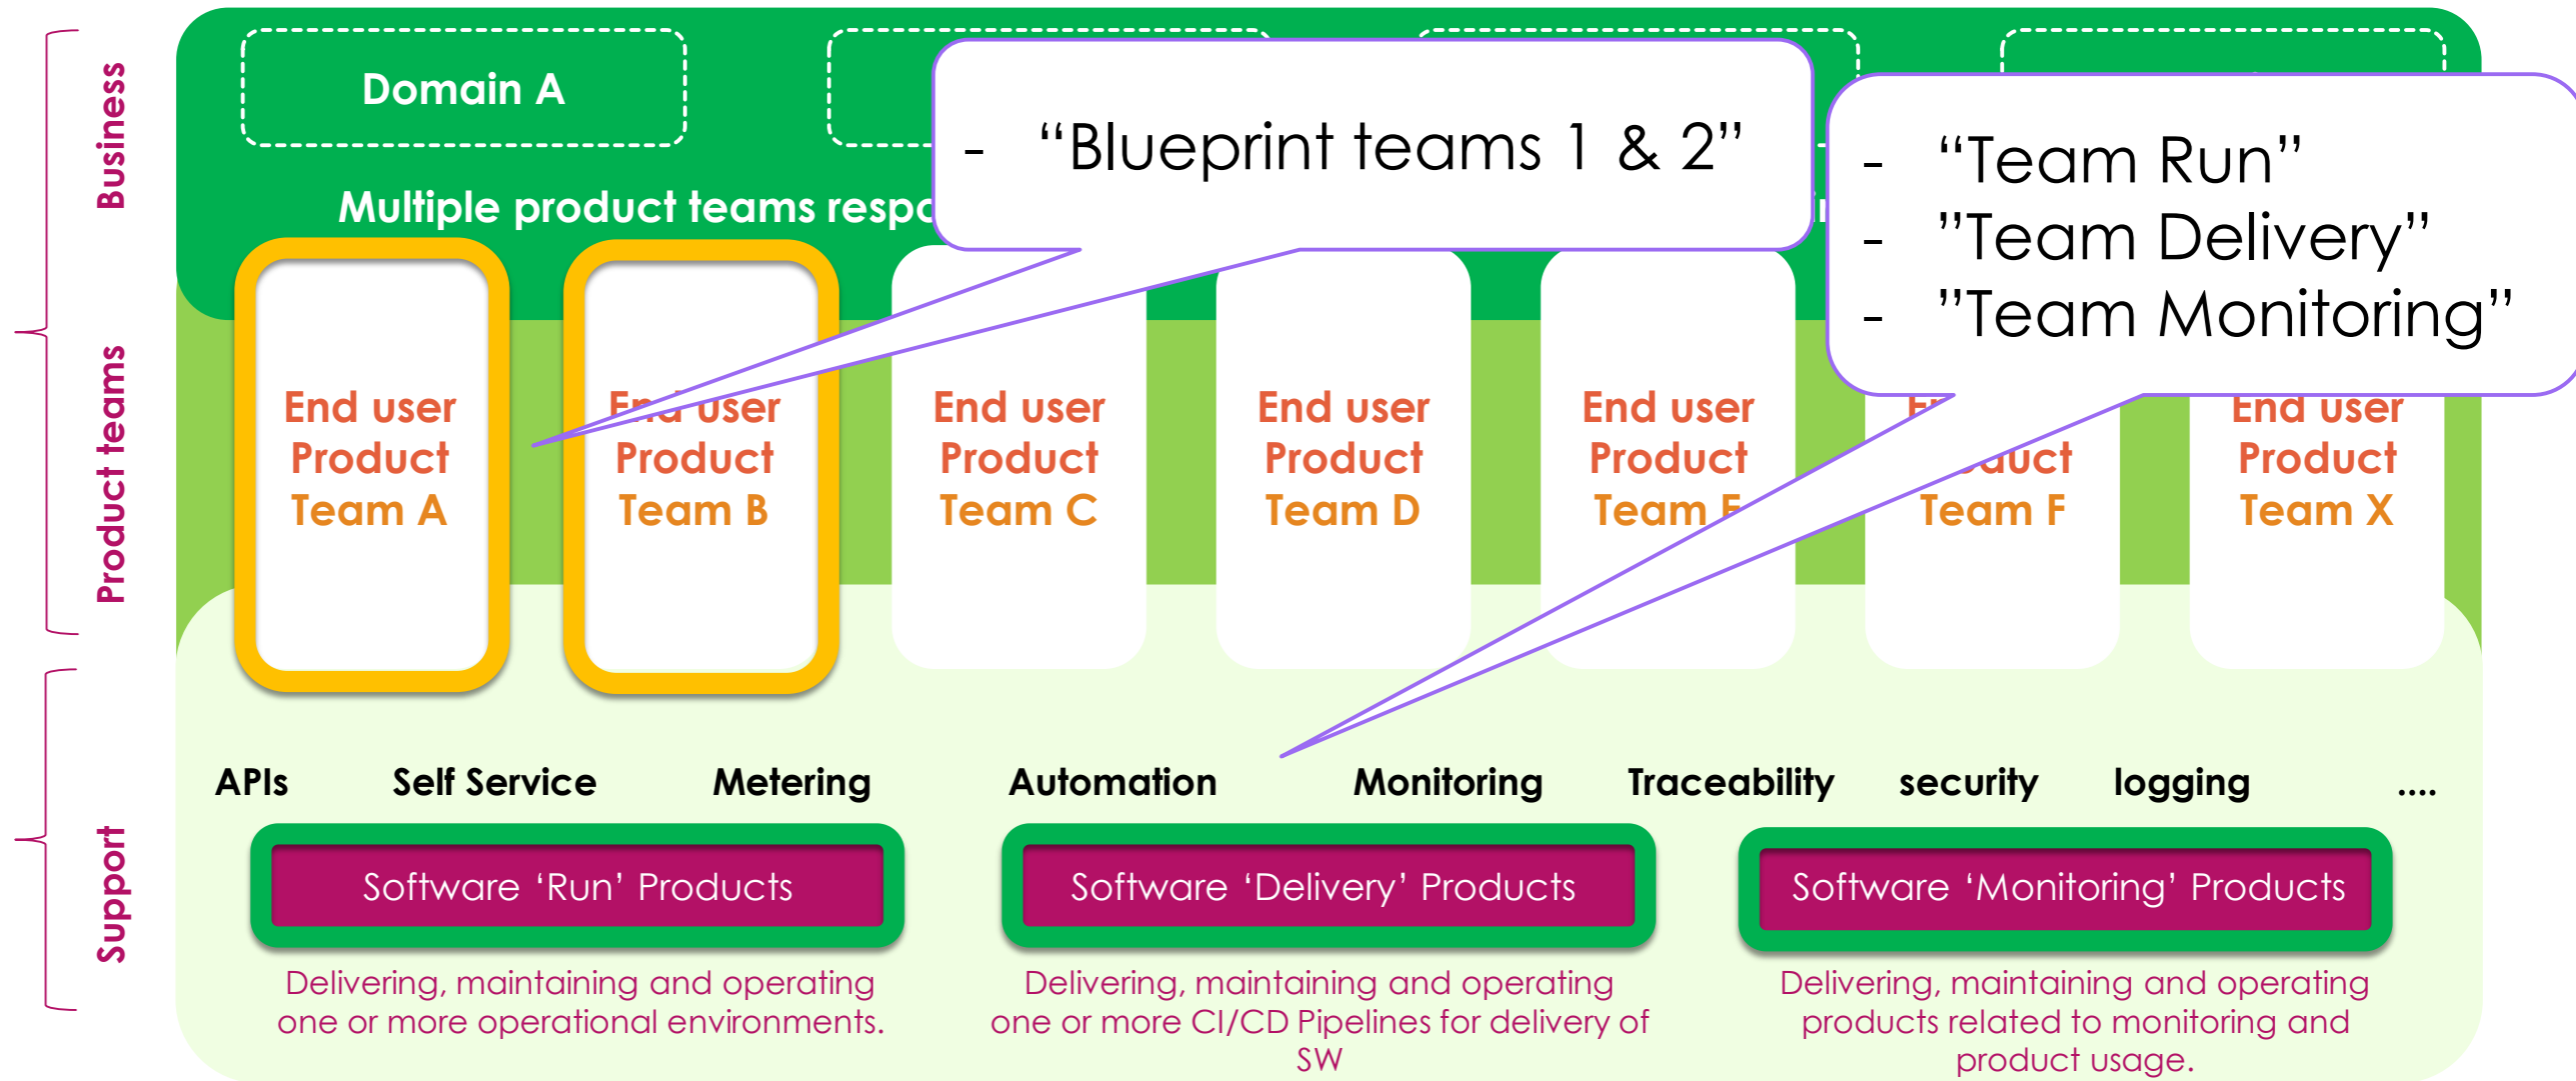 Business
Product teams
Support
Domain A
- “Blueprint teams 1 & 2”
- “Team Run”
- ”Team Delivery”
- ”Team Monitoring”
Multiple product teams
End user
Product
Team A
End user
Product
Team B
End user
Product
Team C
End user
Product
Team D
End user
Product
Team
Team F
End user
Product
Team X
APIs Self Service Metering Automation Monitoring Traceability security logging ....
Software ‘Run’ Products
Delivering, maintaining and operating
one or more operational environments.
Software ‘Delivery’ Products
Delivering, maintaining and operating
one or more CI/CD Pipelines for delivery of
SW
Software ‘Monitoring’ Products
Delivering, maintaining and operating
products related to monitoring and
product usage.